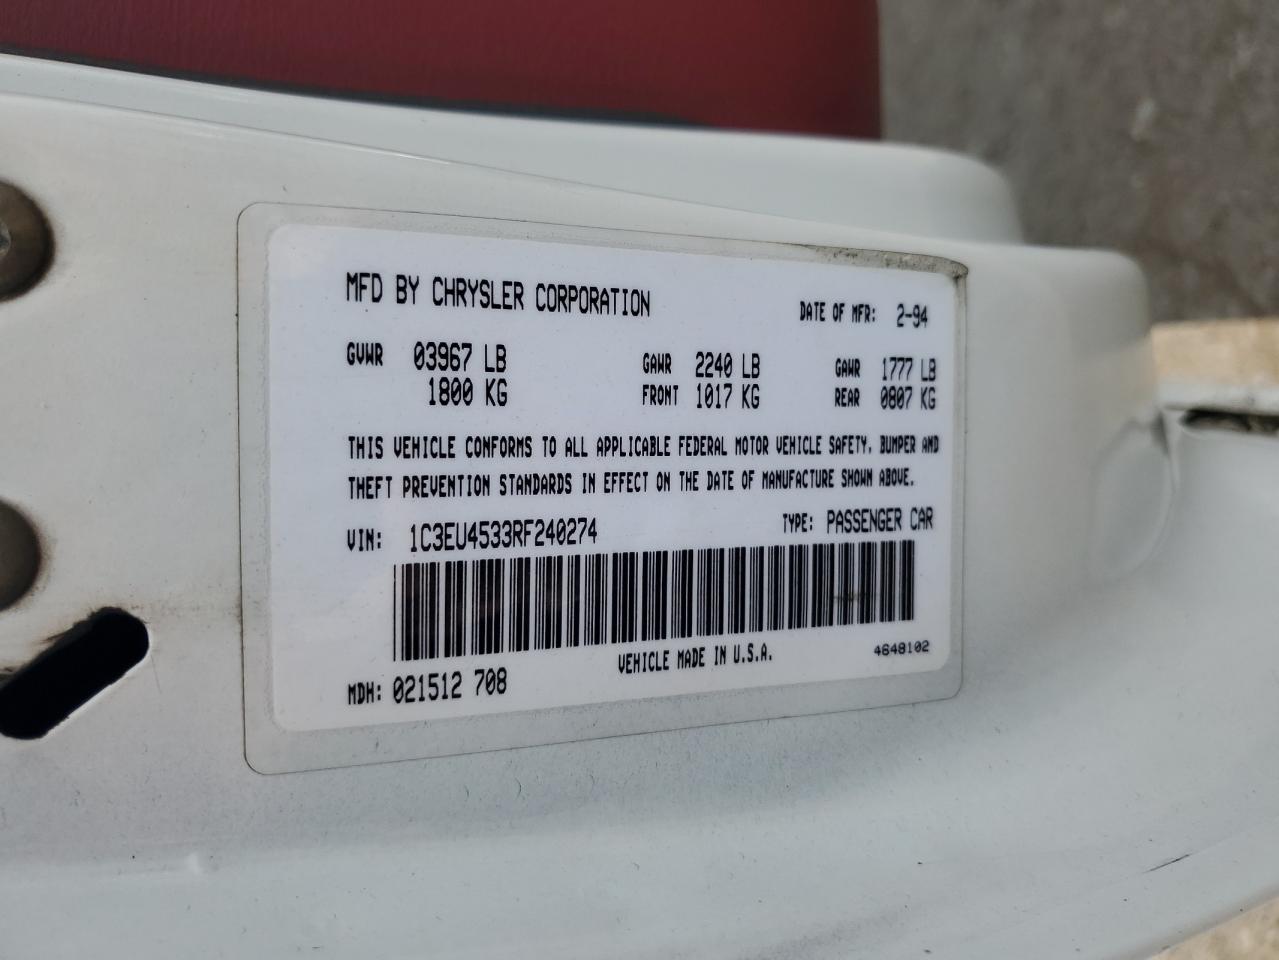 MFD BY CHRYSLER CORPORATION DATE OF MFR: 2-94
GVWR 03967 LB GAWR 2240 LB GAWR 1777 LB
1800 KG FRONT 1017 KG REAR 0807 KG
THIS VEHICLE CONFORMS TO ALL APPLICABLE FEDERAL MOTOR VEHICLE SAFETY, BUMPER AND
THEFT PREVENTION STANDARDS IN EFFECT ON THE DATE OF MANUFACTURE SHOWN ABOVE.
VIN: 1C3EU4533RF240274 TYPE: PASSENGER CAR
VEHICLE MADE IN U.S.A. 4648102
MDH: 021512 708